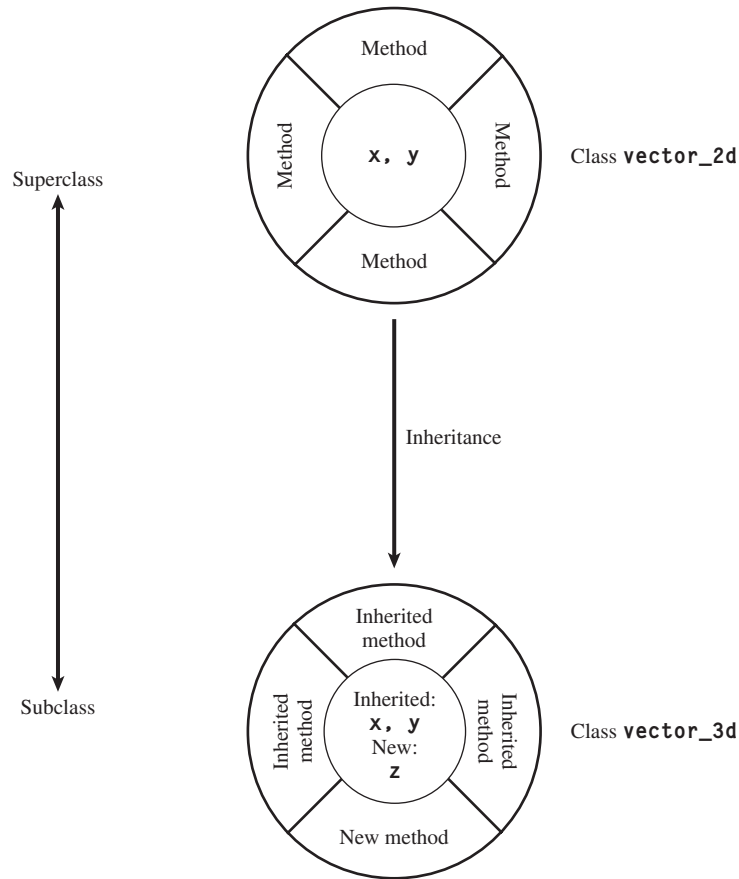 Method
Method
x, y
Method
Method
Class vector_2d
Superclass
Inheritance
Subclass
Inherited
method
Inherited
method
Inherited:
x, y
New:
z
Inherited
method
New method
Class vector_3d